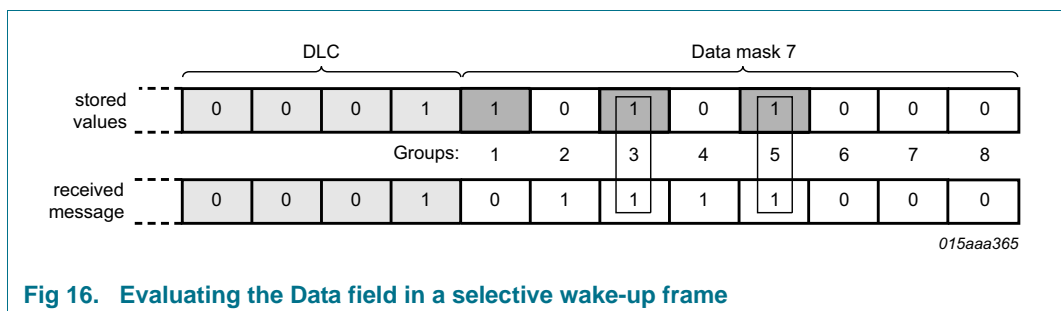 DLC Data mask 7
stored
values
0 0 0 1 1 0 1 0 1 0 0 0
Groups: 1 2 3 4 5 6 7 8
received
message
0 0 0 1 0 1 1 1 1 0 0 0
015aaa365
Fig 16. Evaluating the Data field in a selective wake-up frame